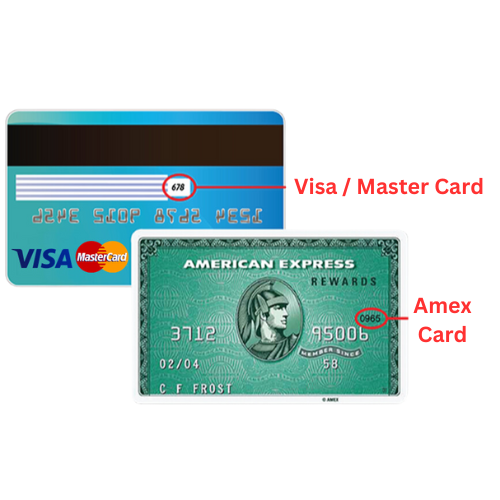 678
Visa / Master Card
VISA MasterCard
AMERICAN EXPRESS
REWARDS
0965
Amex
Card
3712 95006
MEMBER SINCE
02/04 58
C F FROST
© AMEX